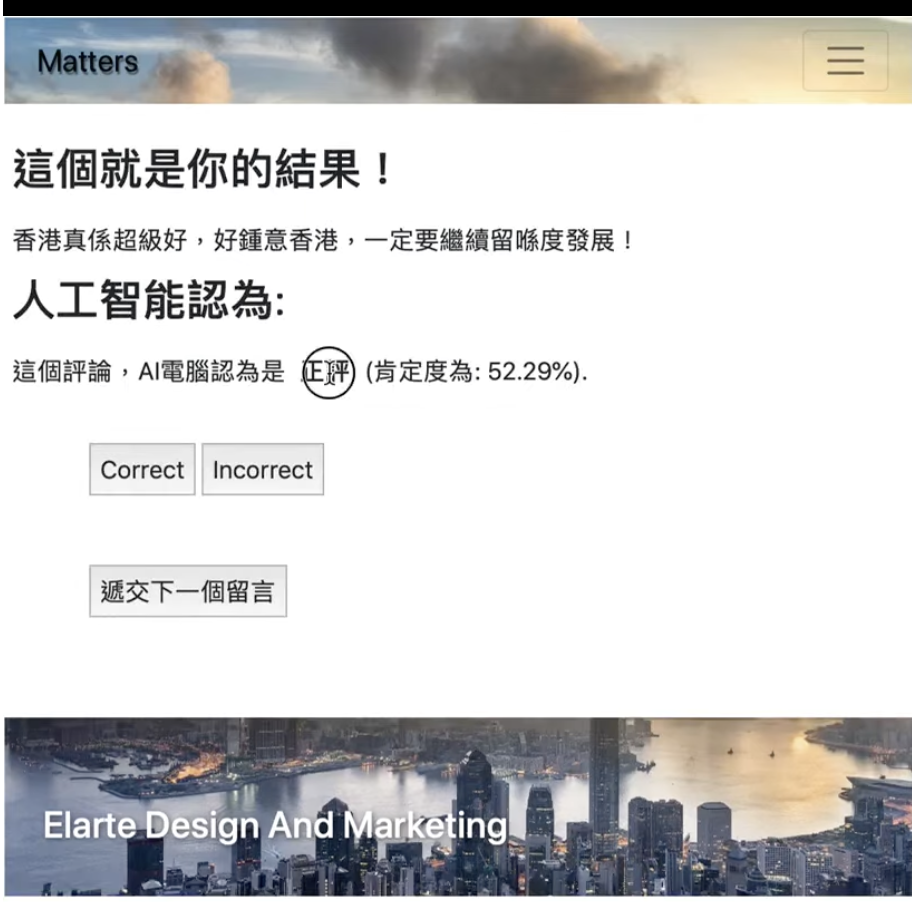 Matters
這個就是你的結果！
香港真係超級好，好鍾意香港，一定要繼續留喺度發展！
人工智能認為:
這個評論，AI電腦認為是 正評 (肯定度為: 52.29%).
Correct Incorrect
遞交下一個留言
Elarte Design And Marketing